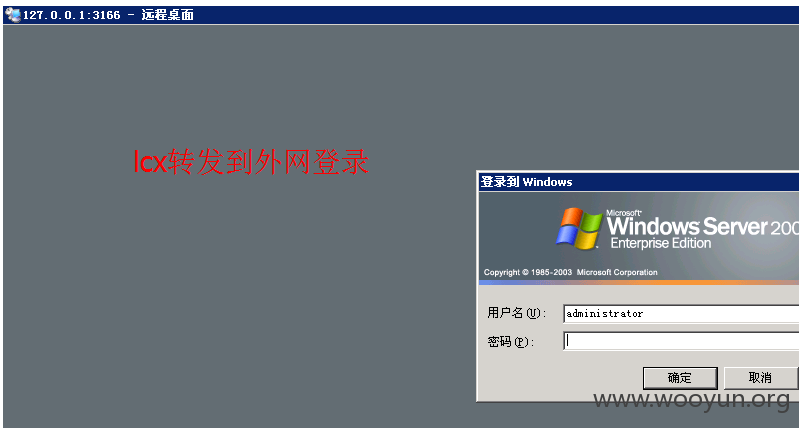 127.0.0.1:3166 - 远程桌面
lcx转发到外网登录
登录到 Windows
Microsoft
Windows Server 200
Enterprise Edition
Copyright © 1985-2003 Microsoft Corporation
用户名(U): administrator
密码(P):
确定 取消
www.wooyun.org